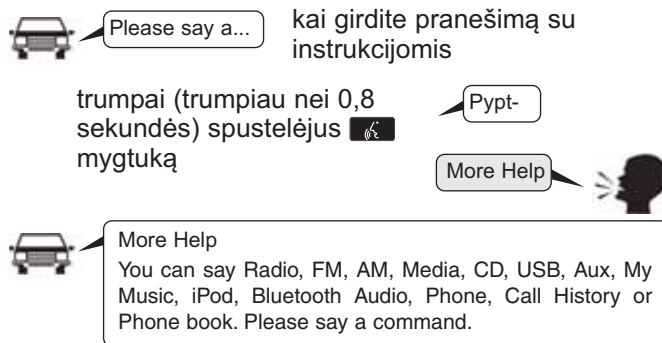 Please say a...
kai girdite pranešimą su
instrukcijomis
trumpai (trumpiau nei 0,8
sekundės) spustelėjus
mygtuką
Pypt-
More Help
More Help
You can say Radio, FM, AM, Media, CD, USB, Aux, My
Music, iPod, Bluetooth Audio, Phone, Call History or
Phone book. Please say a command.